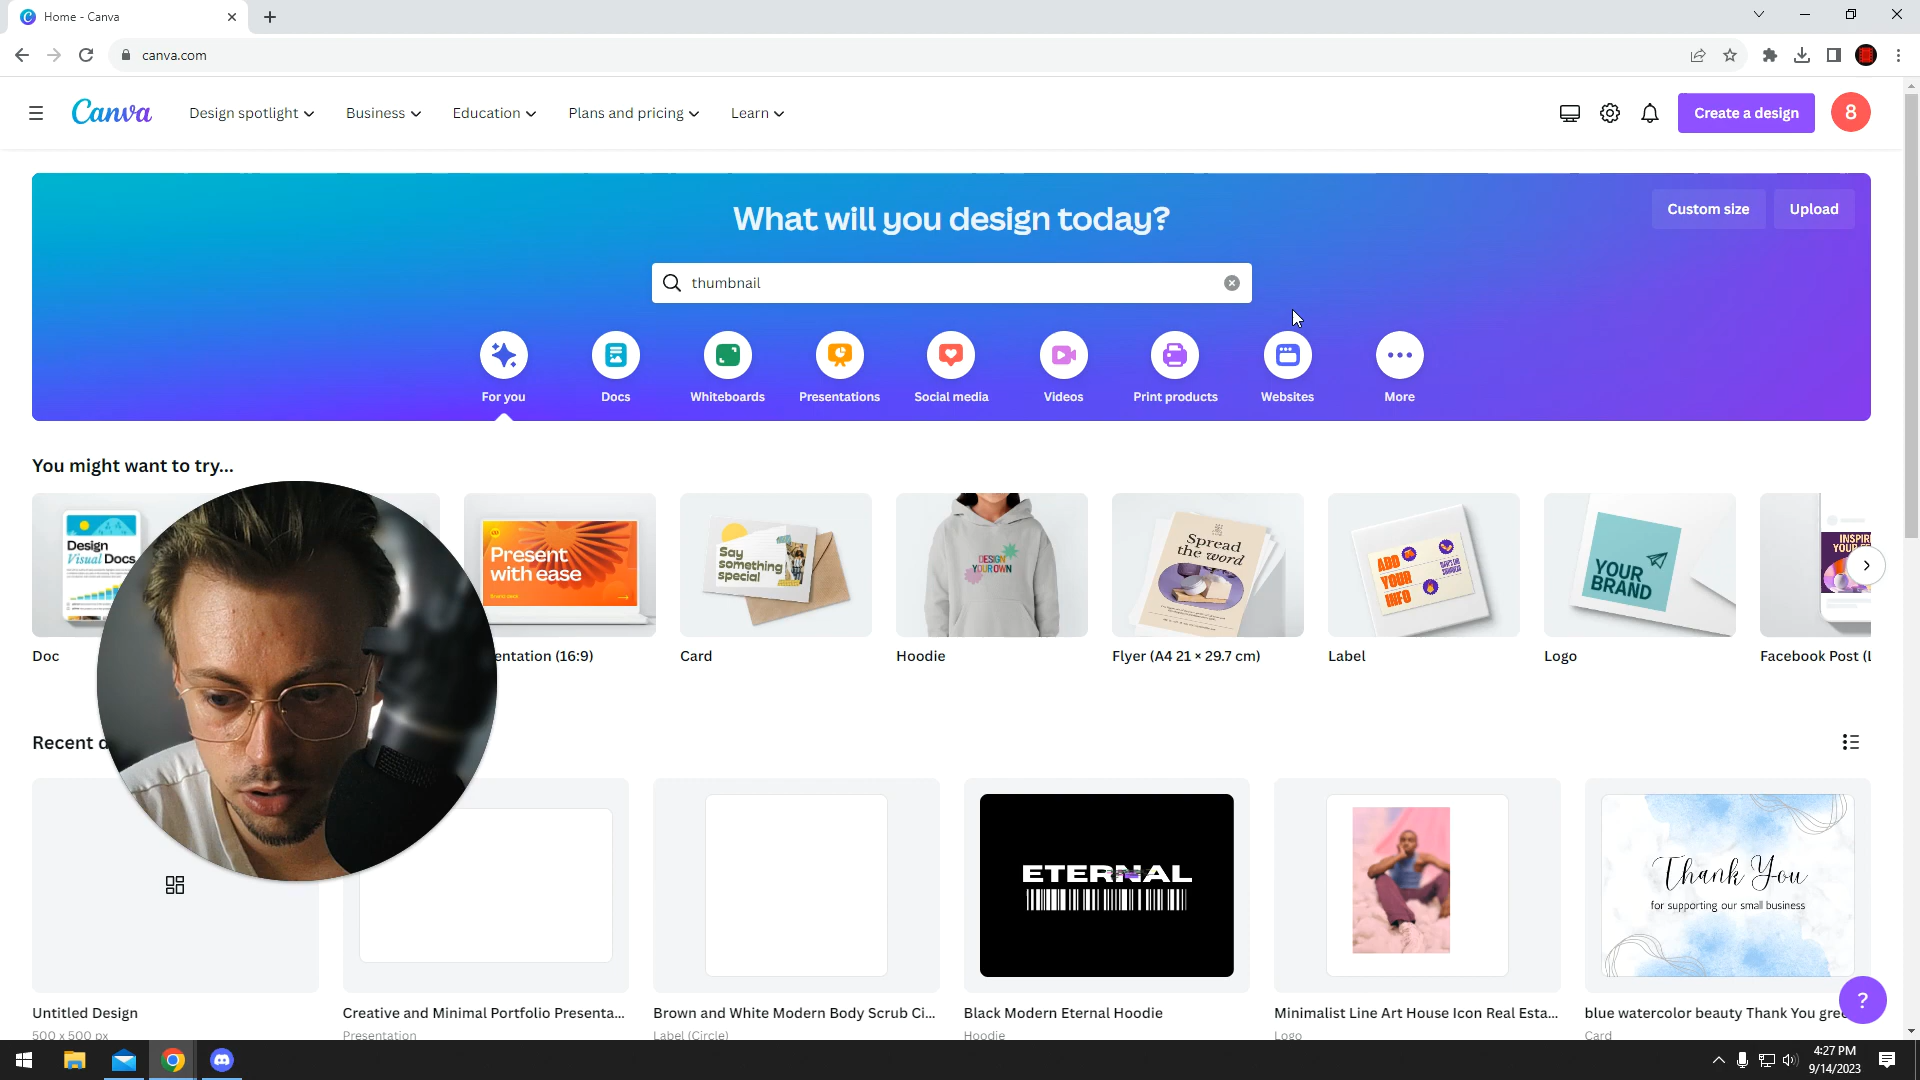 Home - Canva
canva.com
Canva
Design spotlight
Business
Education
Plans and pricing
Learn
Create a design
8
What will you design today?
Custom size
Upload
thumbnail
For you
Docs
Whiteboards
Presentations
Social media
Videos
Print products
Websites
More
You might want to try...
Design
Visual Docs
Present
with ease
Say
something
special
DESIGN
YOUR OWN
Spread
the word
ADD
YOUR
INFO
YOUR
BRAND
Doc
entation (16:9)
Card
Hoodie
Flyer (A4 21 × 29.7 cm)
Label
Logo
Facebook Post (L
Recent d
ETERNAL
Thank You
for supporting our small business
Untitled Design
Creative and Minimal Portfolio Presenta...
Brown and White Modern Body Scrub Ci...
Black Modern Eternal Hoodie
Minimalist Line Art House Icon Real Esta...
blue watercolor beauty Thank You gre
?
500 x 500 px
Presentation
Label (Circle)
Hoodie
Logo
Card
4:27 PM
9/14/2023